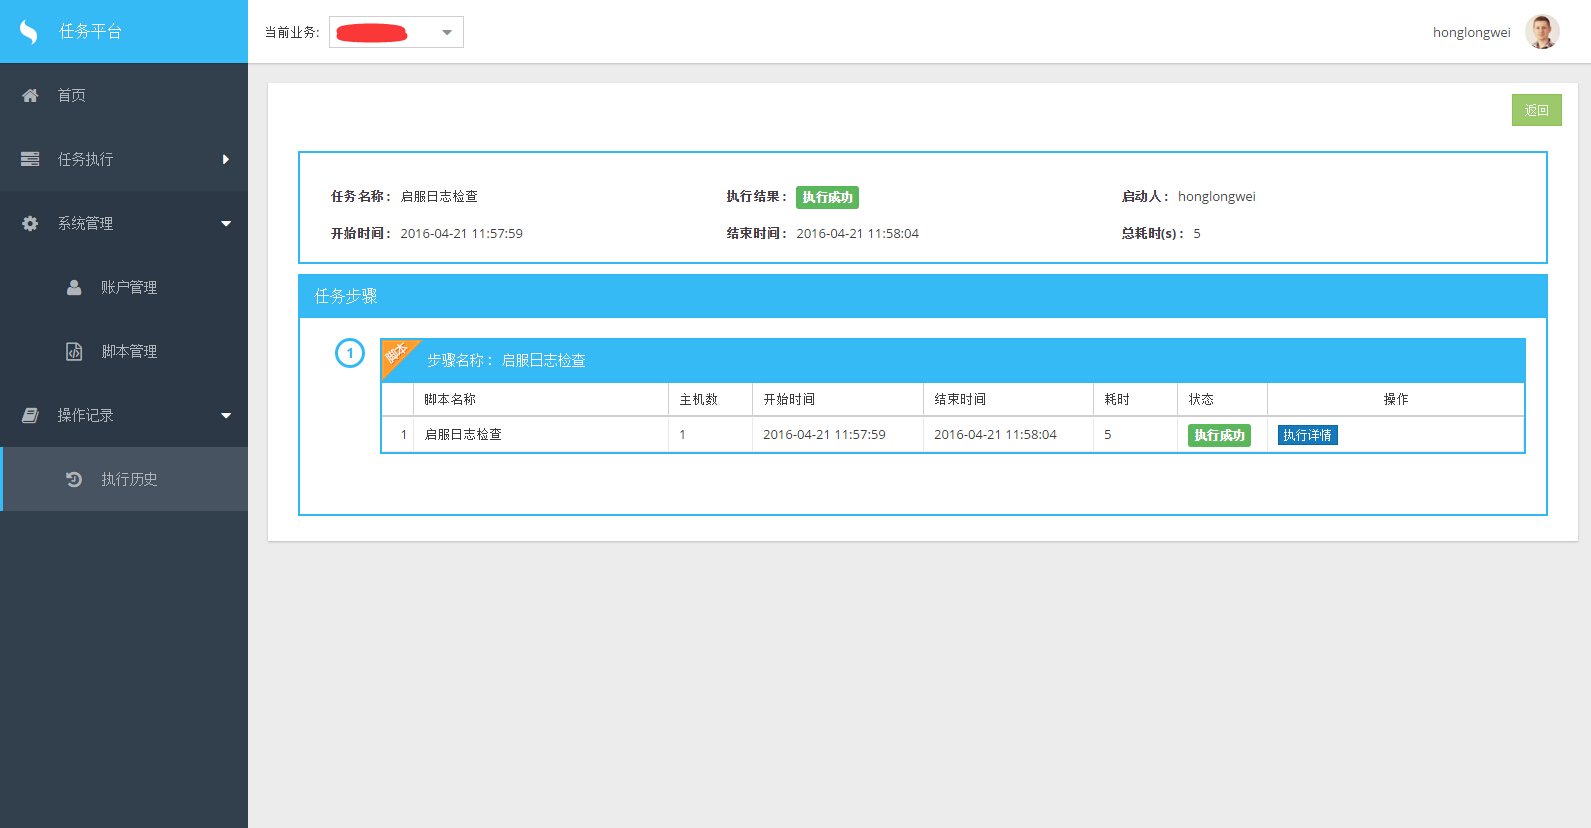 任务平台
当前业务:
honglongwei
首页
任务执行
系统管理
账户管理
脚本管理
操作记录
执行历史
返回
任务名称： 启服日志检查 执行结果： 执行成功 启动人： honglongwei
开始时间： 2016-04-21 11:57:59 结束时间： 2016-04-21 11:58:04 总耗时(s)： 5
任务步骤
1 脚本 步骤名称： 启服日志检查
脚本名称 主机数 开始时间 结束时间 耗时 状态 操作
1 启服日志检查 1 2016-04-21 11:57:59 2016-04-21 11:58:04 5 执行成功 执行详情